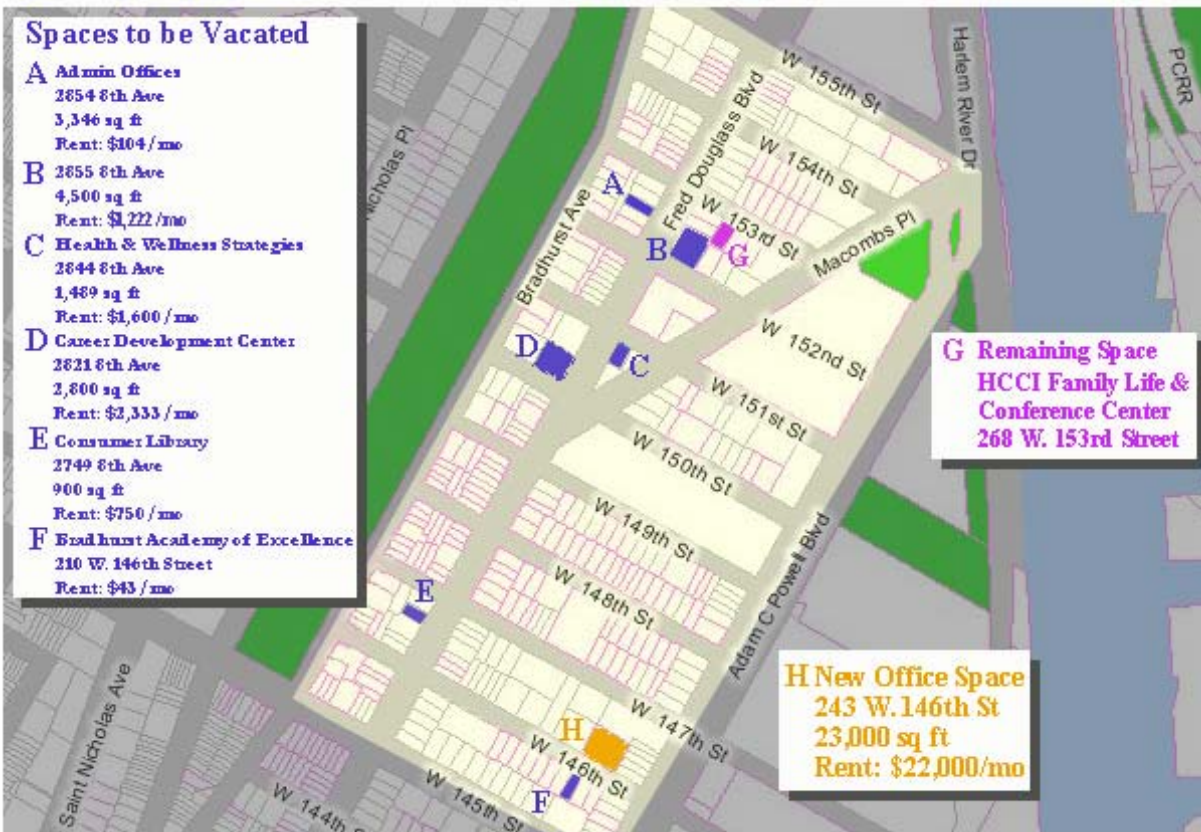 Spaces to be Vacated
A Admin Offices
2854 8th Ave
3,346 sq ft
Rent: $104/mo
B 2855 8th Ave
4,500 sq ft
Rent: $1,222/mo
C Health & Wellness Strategies
2844 8th Ave
1,489 sq ft
Rent: $1,600/mo
D Career Development Center
2821 8th Ave
2,800 sq ft
Rent: $2,333/mo
E Consumer Library
2749 8th Ave
900 sq ft
Rent: $750/mo
F Bradhurst Academy of Excellence
210 W. 146th Street
Rent: $43/mo
Nicholas Pl
Bradhurst Ave
Fred Douglass Blvd
W 155th St
Harlem River Dr
PCRR
W 154th St
W 153rd St
Macombs Pl
A
B
G
W 152nd St
D
C
W 151st St
W 150th St
W 149th St
W 148th St
Adam C Powell Blvd
E
W 147th St
H
W 146th St
F
W 145th St
W 144th St
Saint Nicholas Ave
G Remaining Space
HCCI Family Life &
Conference Center
268 W. 153rd Street
H New Office Space
243 W. 146th St
23,000 sq ft
Rent: $22,000/mo